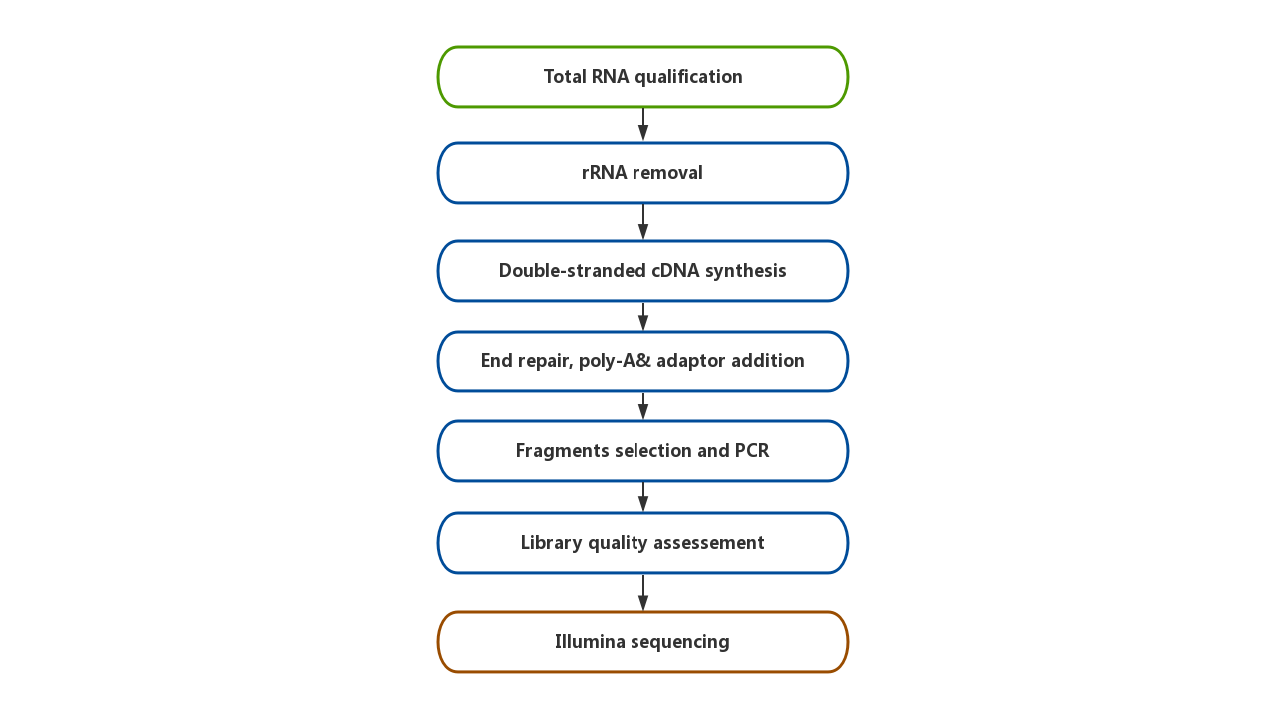 Total RNA qualification
rRNA removal
Double-stranded cDNA synthesis
End repair, poly-A& adaptor addition
Fragments selection and PCR
Library quality assessement
Illumina sequencing